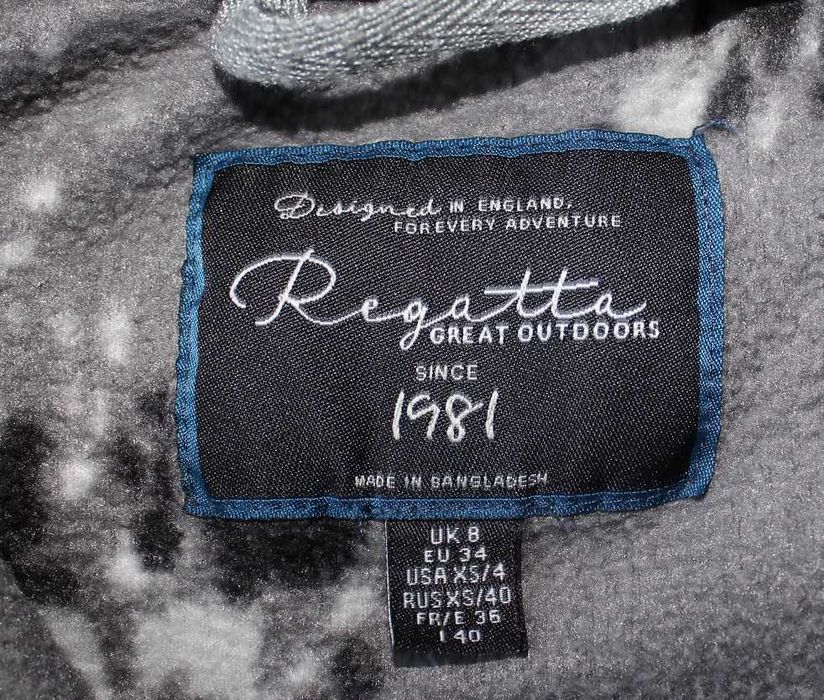 Designed IN ENGLAND,
FOREVERY ADVENTURE
Regatta
GREAT OUTDOORS
SINCE
1981
MADE IN BANGLADESH
UK 8
EU 34
USA XS/4
RUS XS/40
FR/E 36
I 40